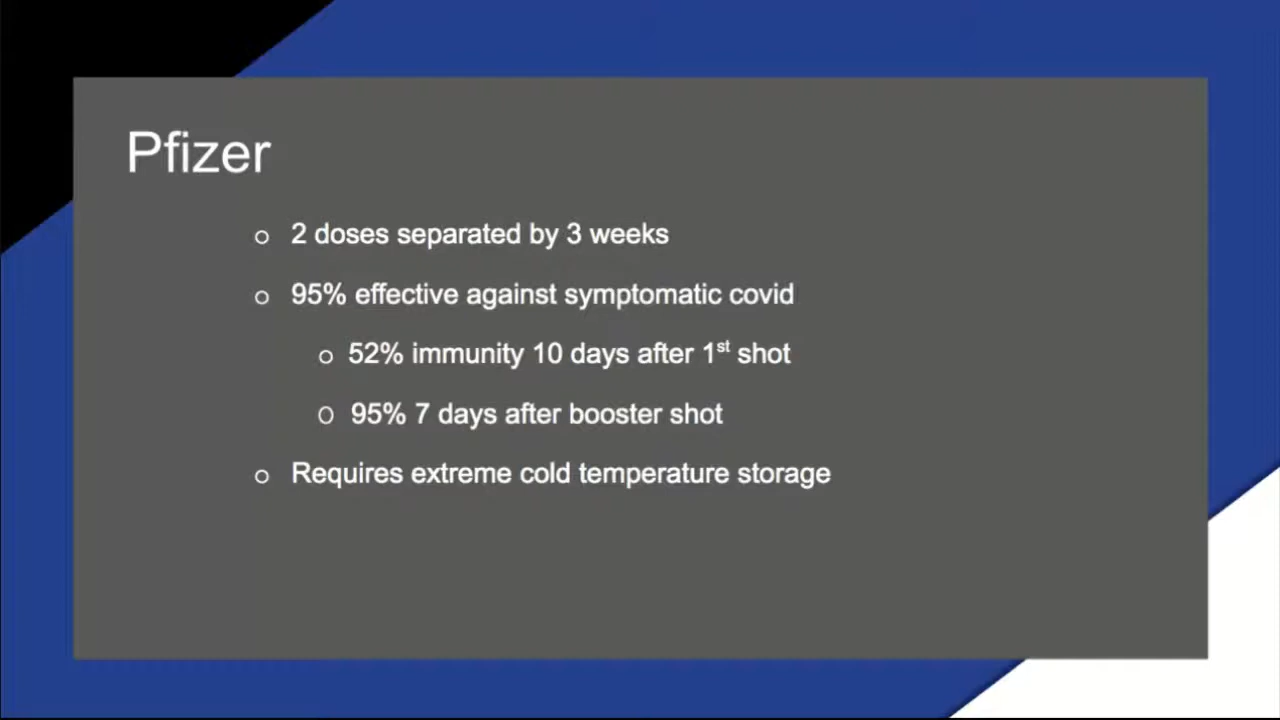 Pfizer
2 doses separated by 3 weeks
95% effective against symptomatic covid
52% immunity 10 days after 1st shot
95% 7 days after booster shot
Requires extreme cold temperature storage